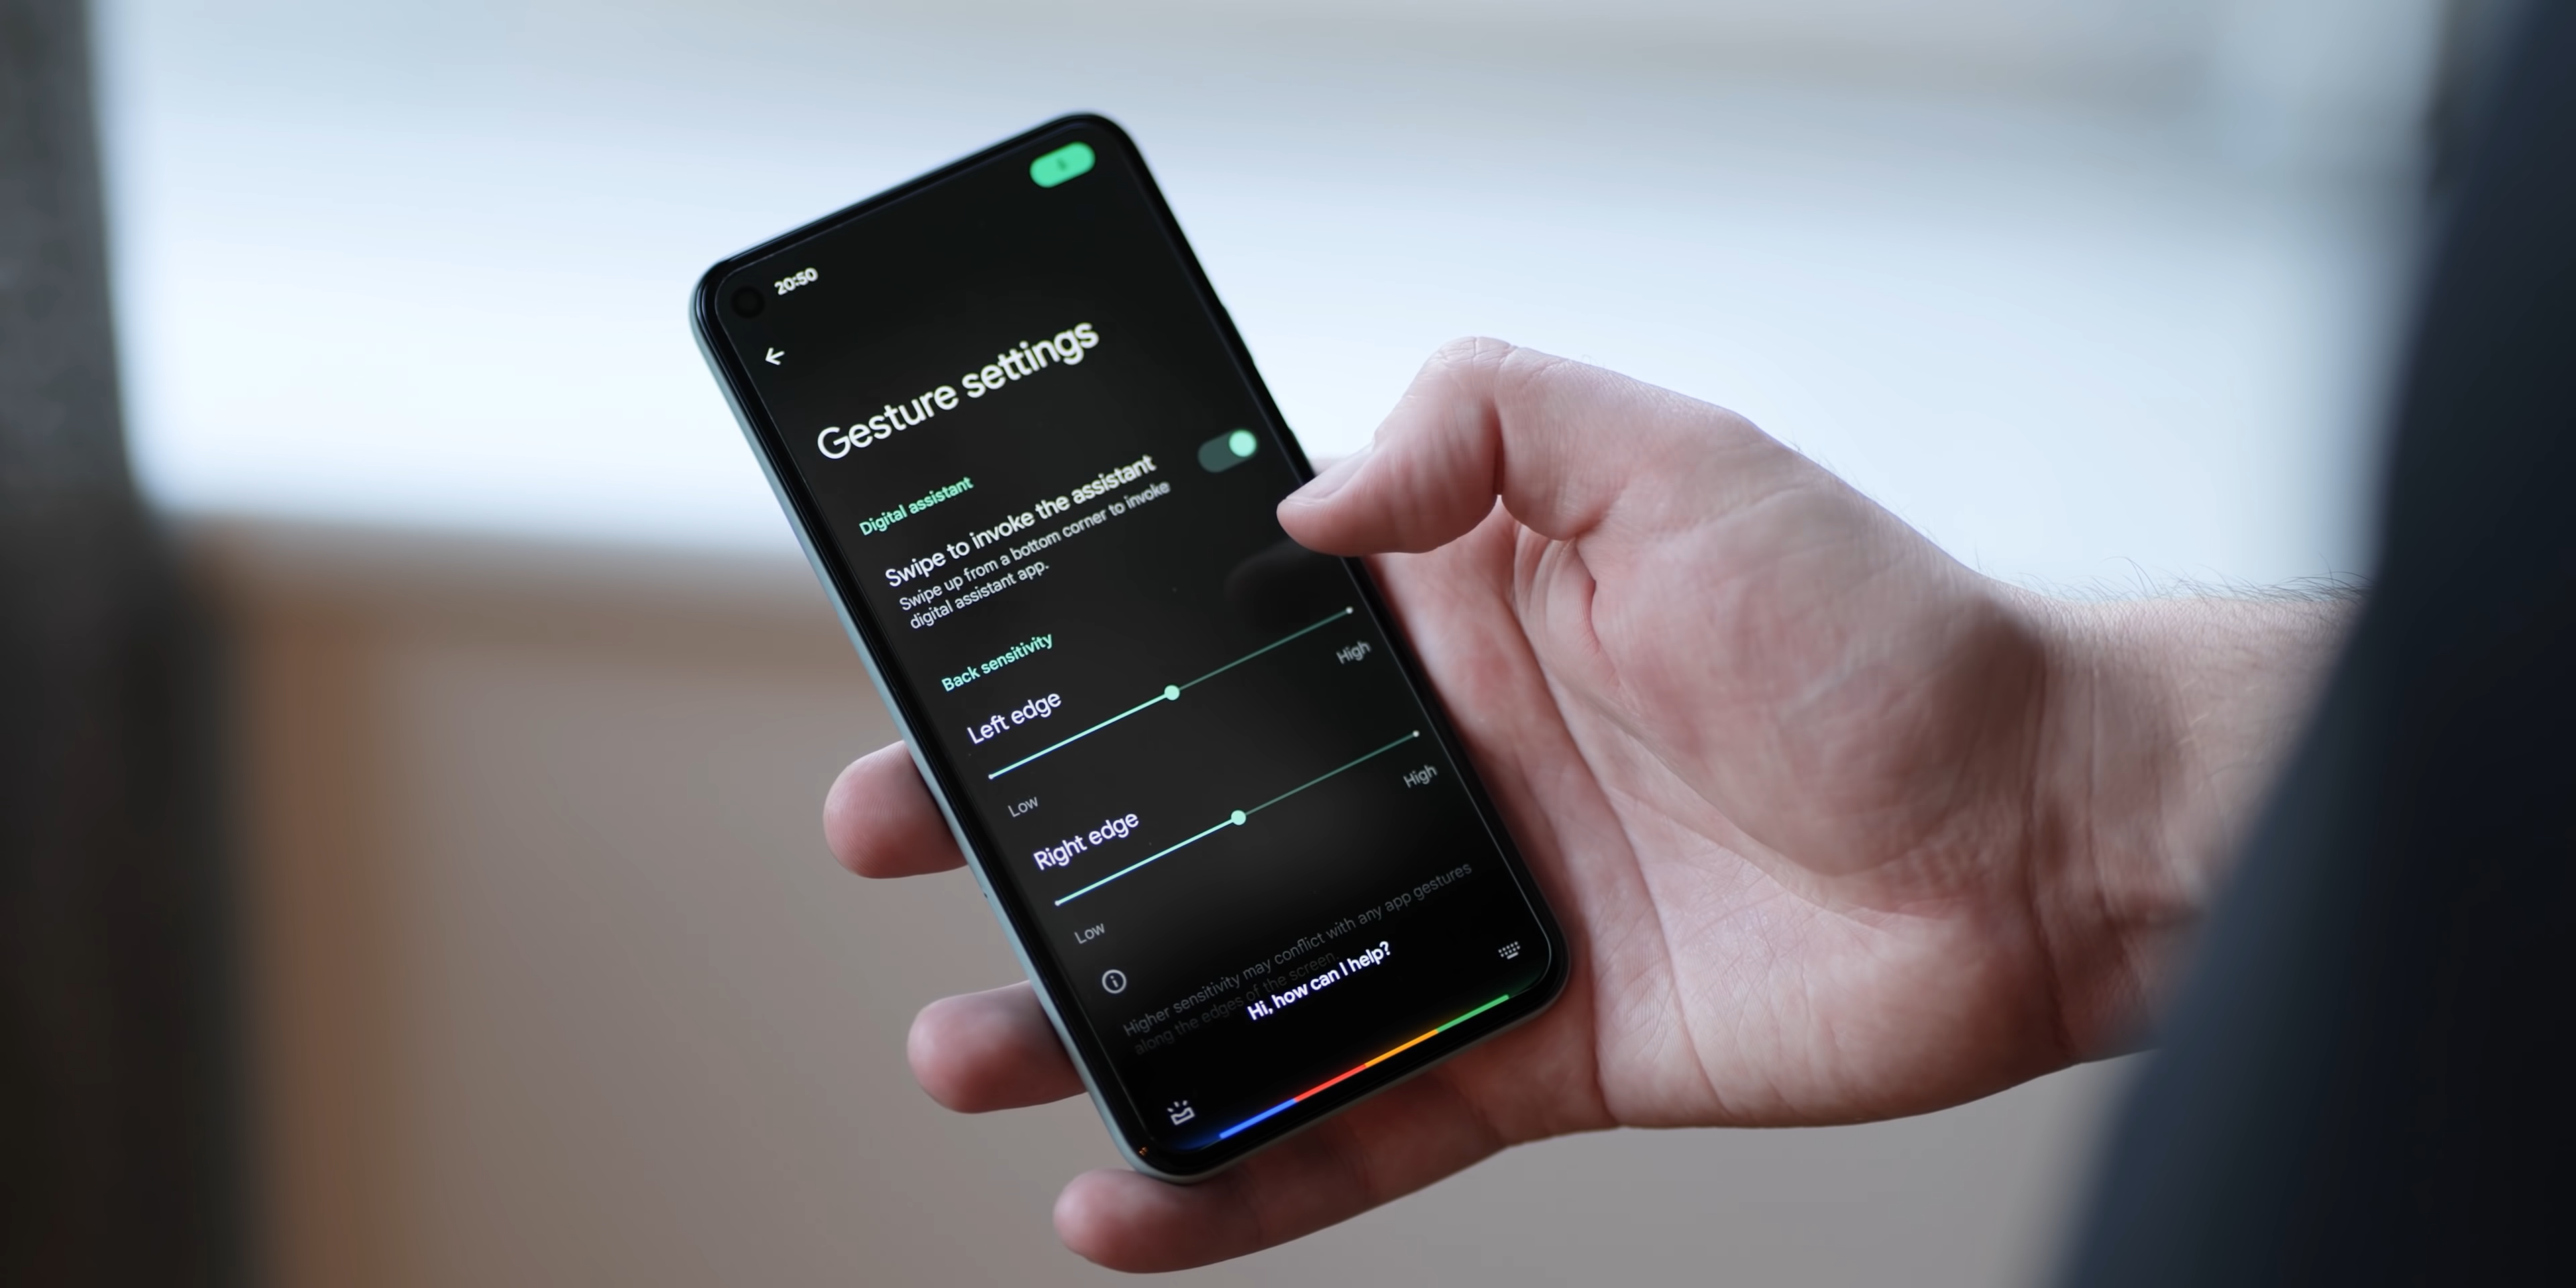 20:50
Gesture settings
Digital assistant
Swipe to invoke the assistant
Swipe up from a bottom corner to invoke
digital assistant app.
Back sensitivity
Left edge
Low
High
Right edge
Low
High
Higher sensitivity may conflict with any app gestures
along the edges of the screen.
Hi, how can I help?